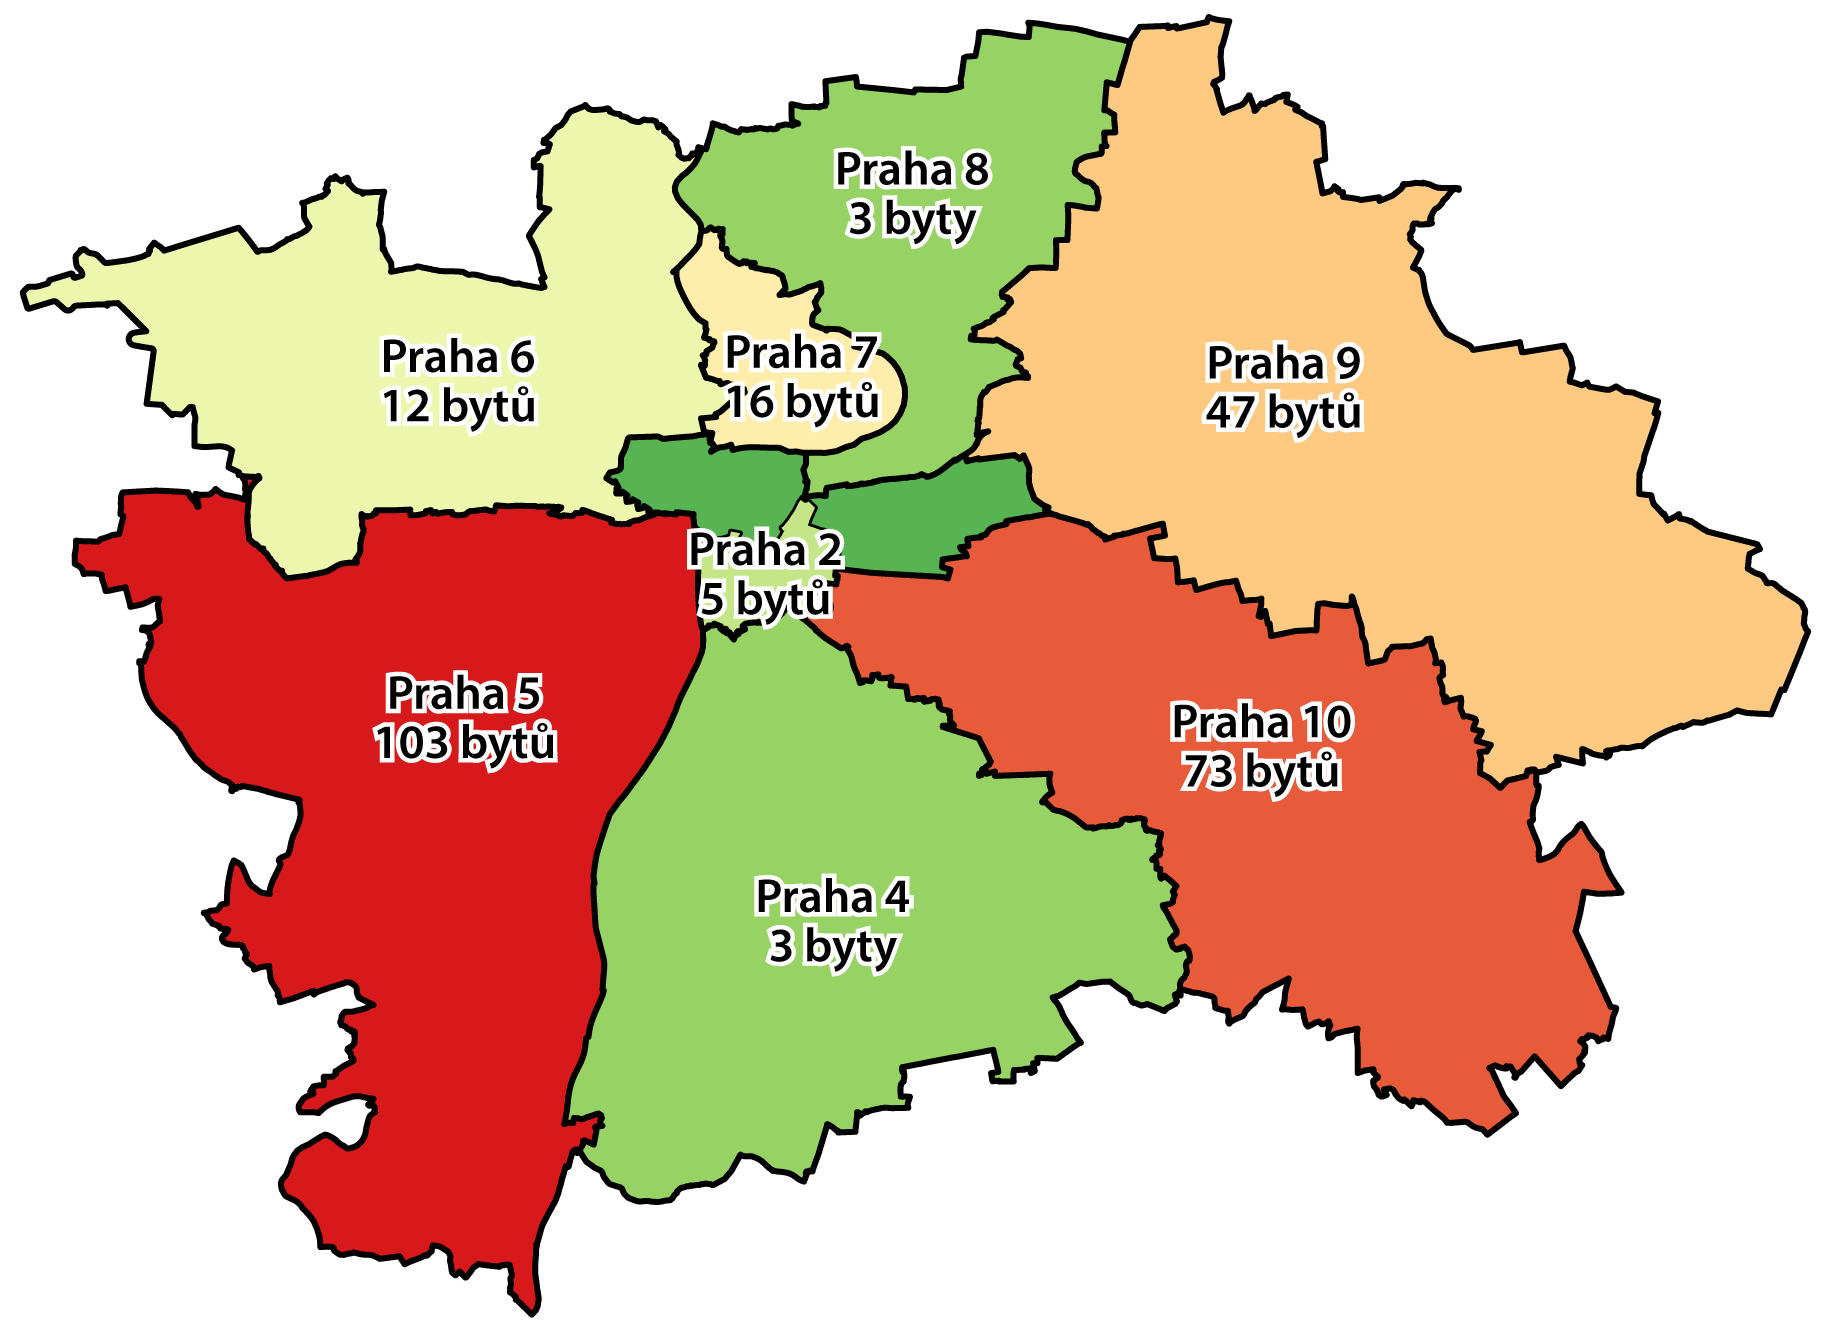 Praha 8
3 byty
Praha 6
12 bytů
Praha 7
16 bytů
Praha 9
47 bytů
Praha 2
5 bytů
Praha 5
103 bytů
Praha 10
73 bytů
Praha 4
3 byty